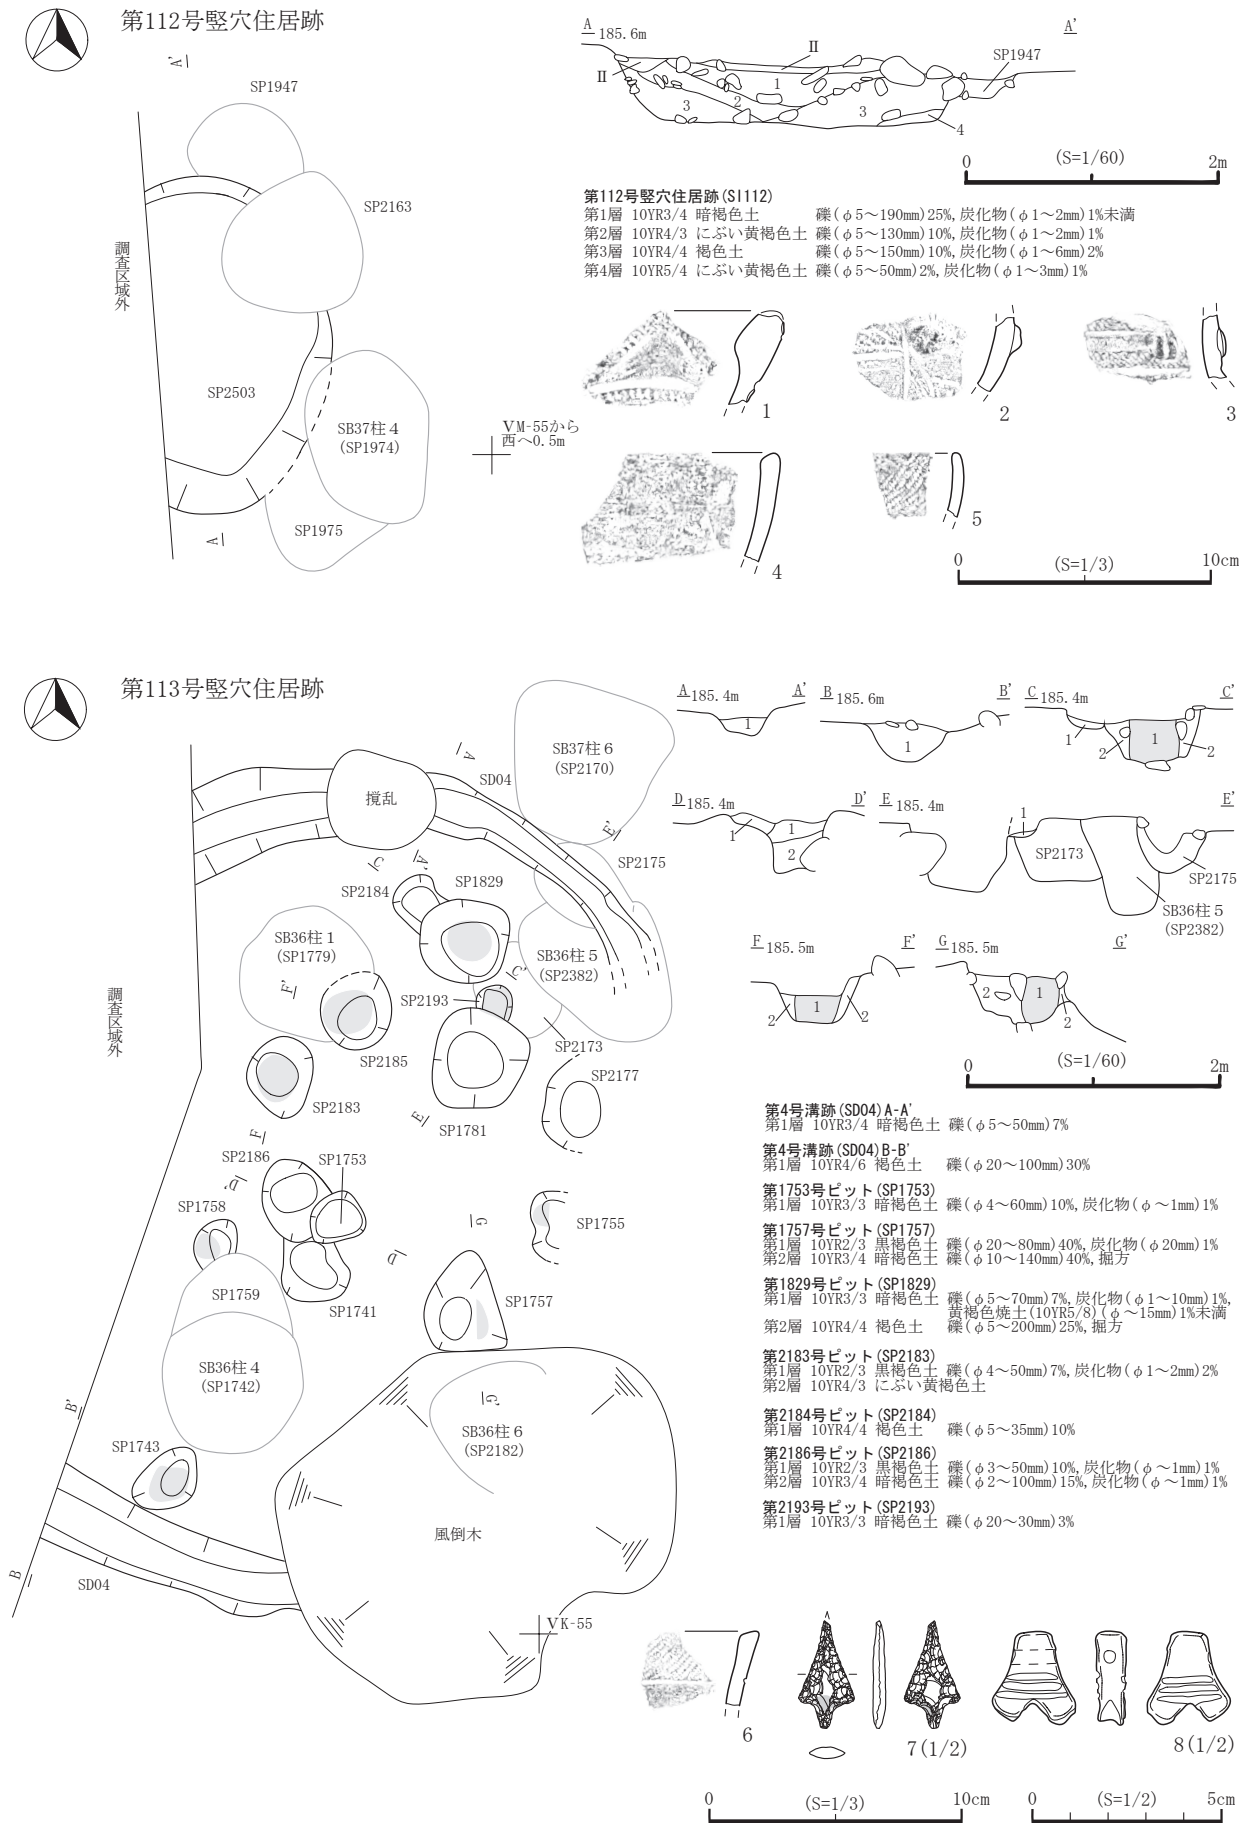 第112号竪穴住居跡
A'
SP1947
SP2163
調査区域外
SP2503
SB37柱4
(SP1974)
VM-55から
西へ0.5m
SP1975
A
A 185.6m
A'
Ⅱ
Ⅱ
SP1947
1
2
3
3
4
0 (S=1/60) 2m
第112号竪穴住居跡(SI112)
第1層 10YR3/4 暗褐色土 礫(φ5～190mm)25%,炭化物(φ1～2mm)1%未満
第2層 10YR4/3 にぶい黄褐色土 礫(φ5～130mm)10%,炭化物(φ1～2mm)1%
第3層 10YR4/4 褐色土 礫(φ5～150mm)10%,炭化物(φ1～6mm)2%
第4層 10YR5/4 にぶい黄褐色土 礫(φ5～50mm)2%,炭化物(φ1～3mm)1%
1
2
3
4
5
0 (S=1/3) 10cm
第113号竪穴住居跡
A
SD04
SB37柱6
(SP2170)
撹乱
E'
SP2175
C
A'
SP2184
SP1829
SB36柱1
(SP1779)
SB36柱5
(SP2382)
F'
C'
SP2193
調査区域外
SP2185
SP2173
SP2177
SP2183
E
SP1781
F
SP2186
SP1753
D'
SP1758
G
SP1755
D
SP1759
SP1741
SP1757
SB36柱4
(SP1742)
G'
SB36柱6
(SP2182)
B'
SP1743
風倒木
B
SD04
VK-55
A 185.4m A'
1
B 185.6m B'
1
C 185.4m C'
1
2
1
2
D 185.4m D'
1
1
2
E 185.4m E'
1
SP2173
SP2175
SB36柱5
(SP2382)
F 185.5m F'
1
2
2
G 185.5m G'
2
1
2
0 (S=1/60) 2m
第4号溝跡(SD04)A-A'
第1層 10YR3/4 暗褐色土 礫(φ5～50mm)7%
第4号溝跡(SD04)B-B'
第1層 10YR4/6 褐色土 礫(φ20～100mm)30%
第1753号ピット(SP1753)
第1層 10YR3/3 暗褐色土 礫(φ4～60mm)10%,炭化物(φ～1mm)1%
第1757号ピット(SP1757)
第1層 10YR2/3 黒褐色土 礫(φ20～80mm)40%,炭化物(φ20mm)1%
第2層 10YR3/4 暗褐色土 礫(φ10～140mm)40%,掘方
第1829号ピット(SP1829)
第1層 10YR3/3 暗褐色土 礫(φ5～70mm)7%,炭化物(φ1～10mm)1%,
黄褐色焼土(10YR5/8)(φ～15mm)1%未満
第2層 10YR4/4 褐色土 礫(φ5～200mm)25%,掘方
第2183号ピット(SP2183)
第1層 10YR2/3 黒褐色土 礫(φ4～50mm)7%,炭化物(φ1～2mm)2%
第2層 10YR4/3 にぶい黄褐色土
第2184号ピット(SP2184)
第1層 10YR4/4 褐色土 礫(φ5～35mm)10%
第2186号ピット(SP2186)
第1層 10YR2/3 黒褐色土 礫(φ3～50mm)10%,炭化物(φ～1mm)1%
第2層 10YR3/4 暗褐色土 礫(φ2～100mm)15%,炭化物(φ～1mm)1%
第2193号ピット(SP2193)
第1層 10YR3/3 暗褐色土 礫(φ20～30mm)3%
6
7(1/2)
8(1/2)
0 (S=1/3) 10cm
0 (S=1/2) 5cm